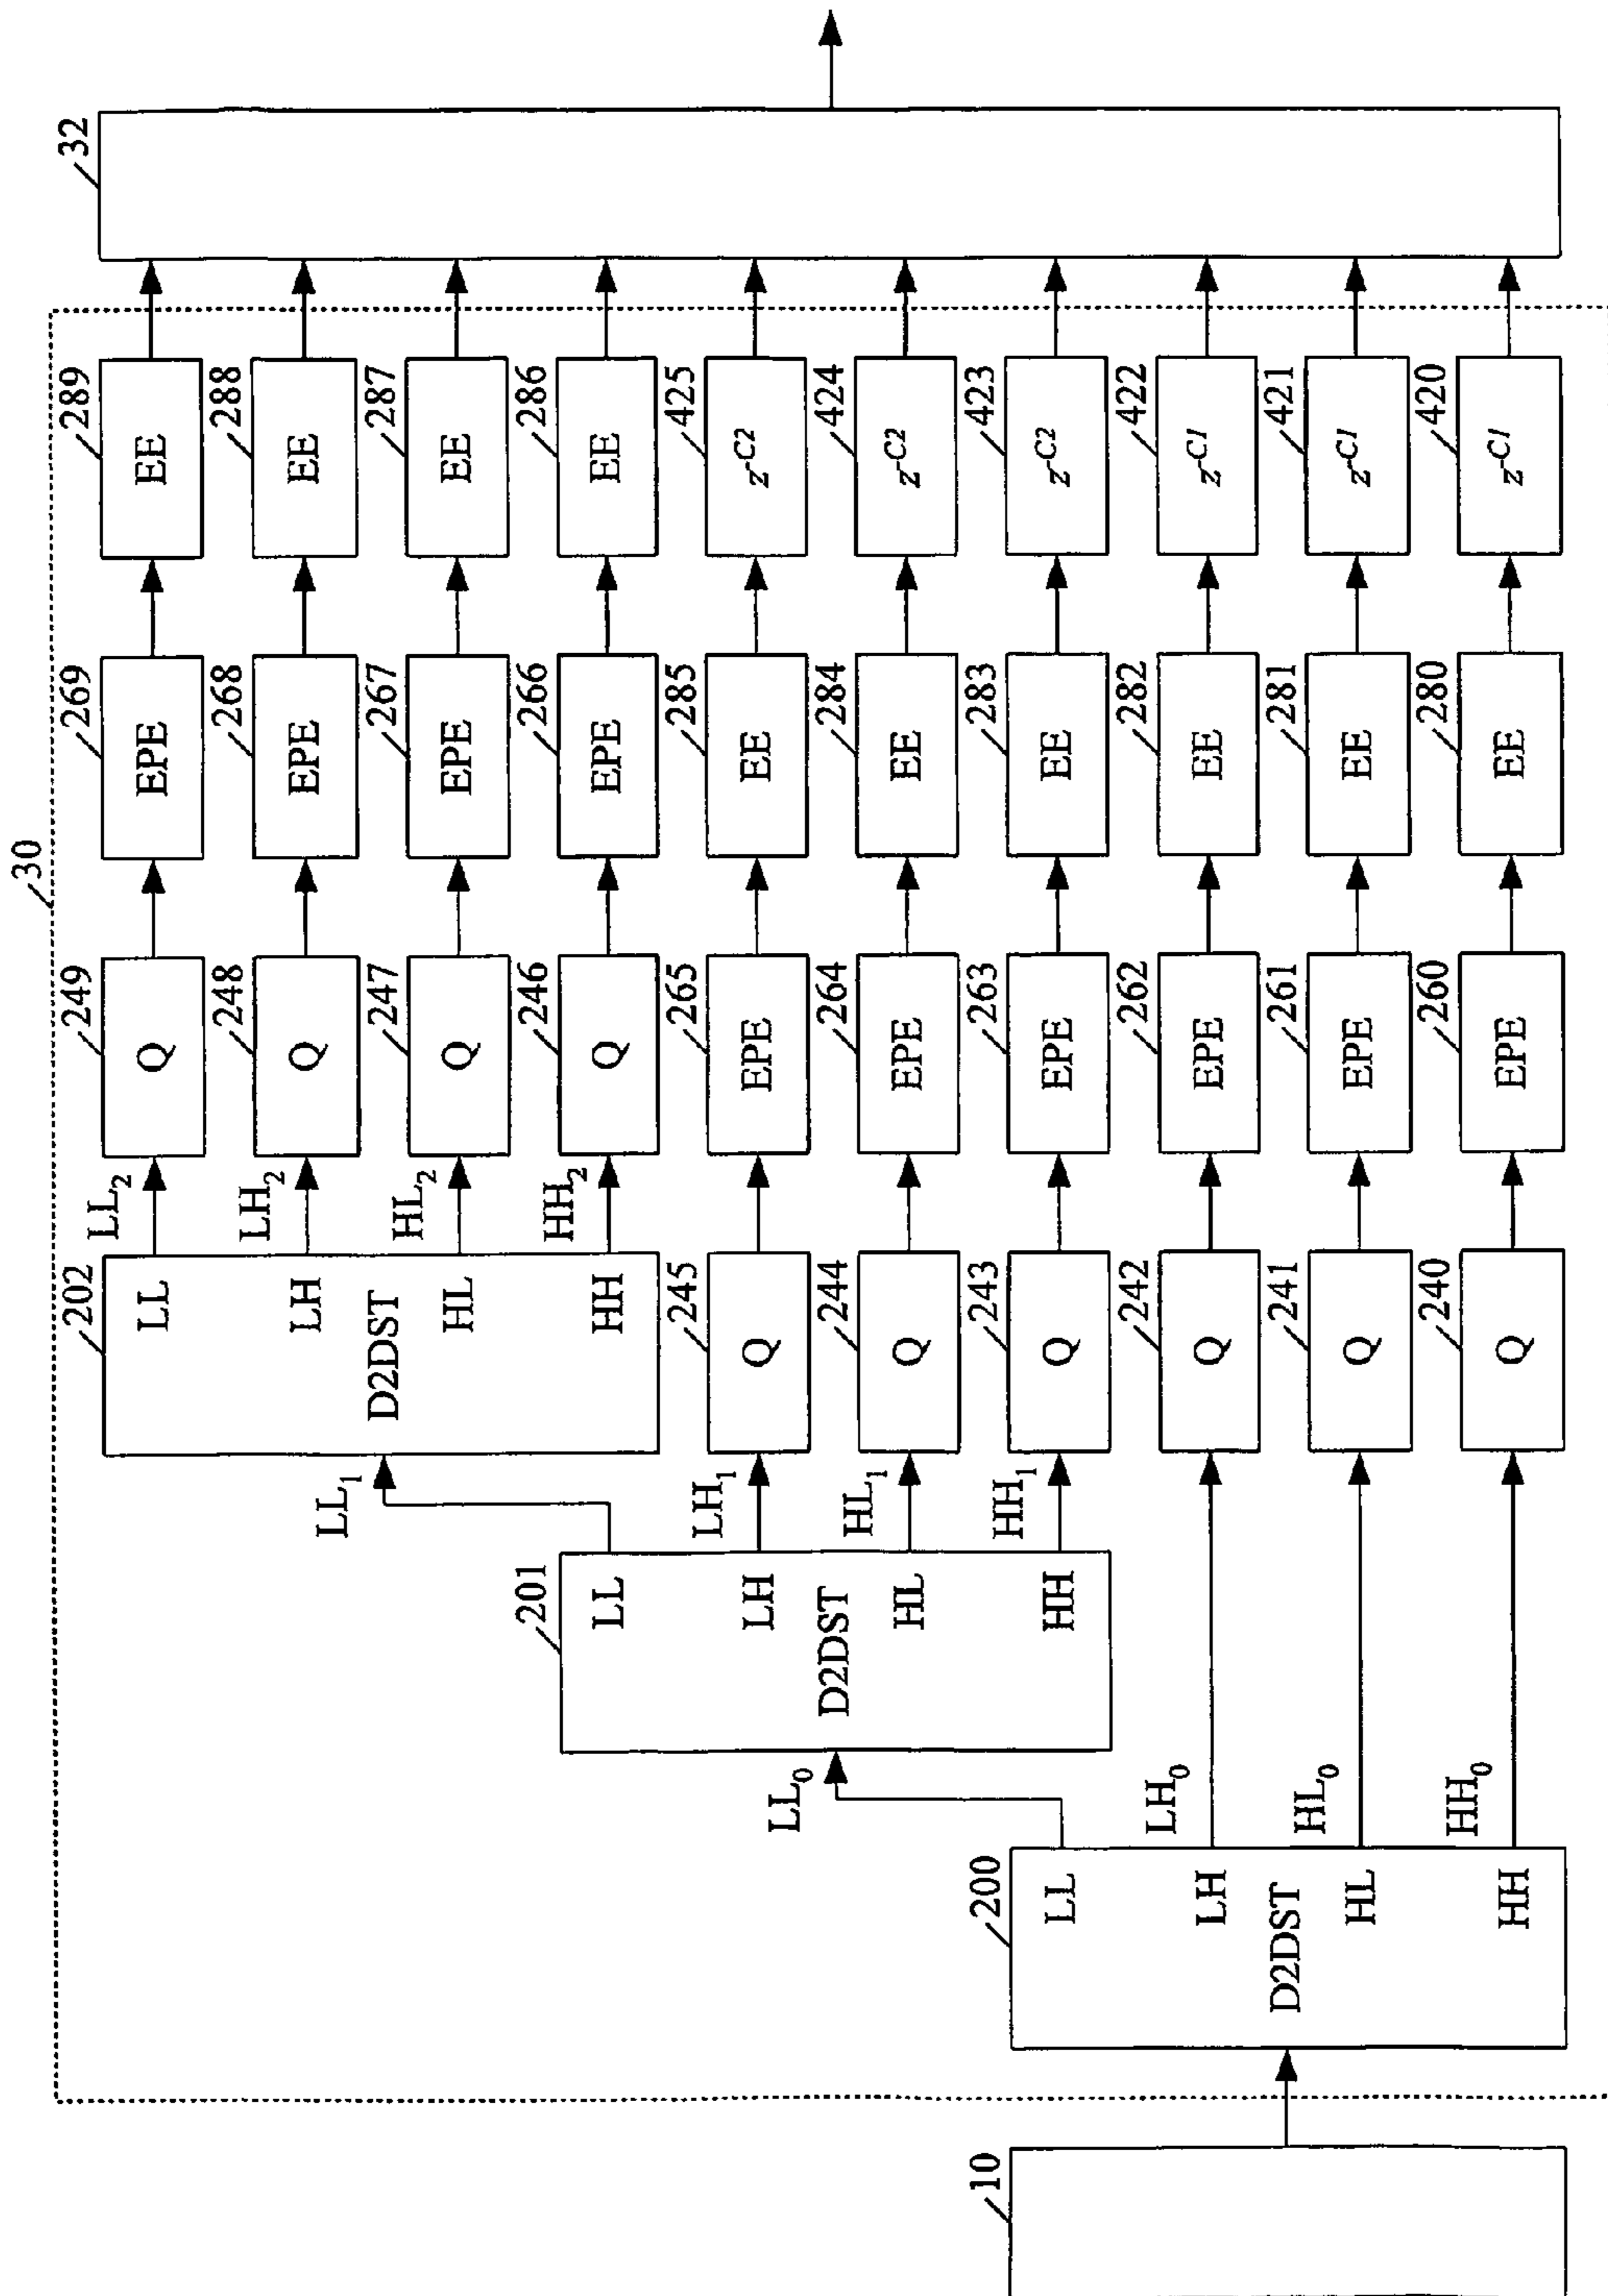 30
32
289
EE
288
EE
287
EE
286
EE
425
z^-C2
424
z^-C2
423
z^-C2
422
z^-C1
421
z^-C1
420
z^-C1
269
EPE
268
EPE
267
EPE
266
EPE
285
EE
284
EE
283
EE
282
EE
281
EE
280
EE
249
Q
248
Q
247
Q
246
Q
265
EPE
264
EPE
263
EPE
262
EPE
261
EPE
260
EPE
LL2
LH2
HL2
HH2
202
LL
LH
D2DST
HL
HH
245
Q
244
Q
243
Q
242
Q
241
Q
240
Q
LL1
LH1
HL1
HH1
201
LL
LH
D2DST
HL
HH
LL0
LH0
HL0
HH0
200
LL
LH
D2DST
HL
HH
10